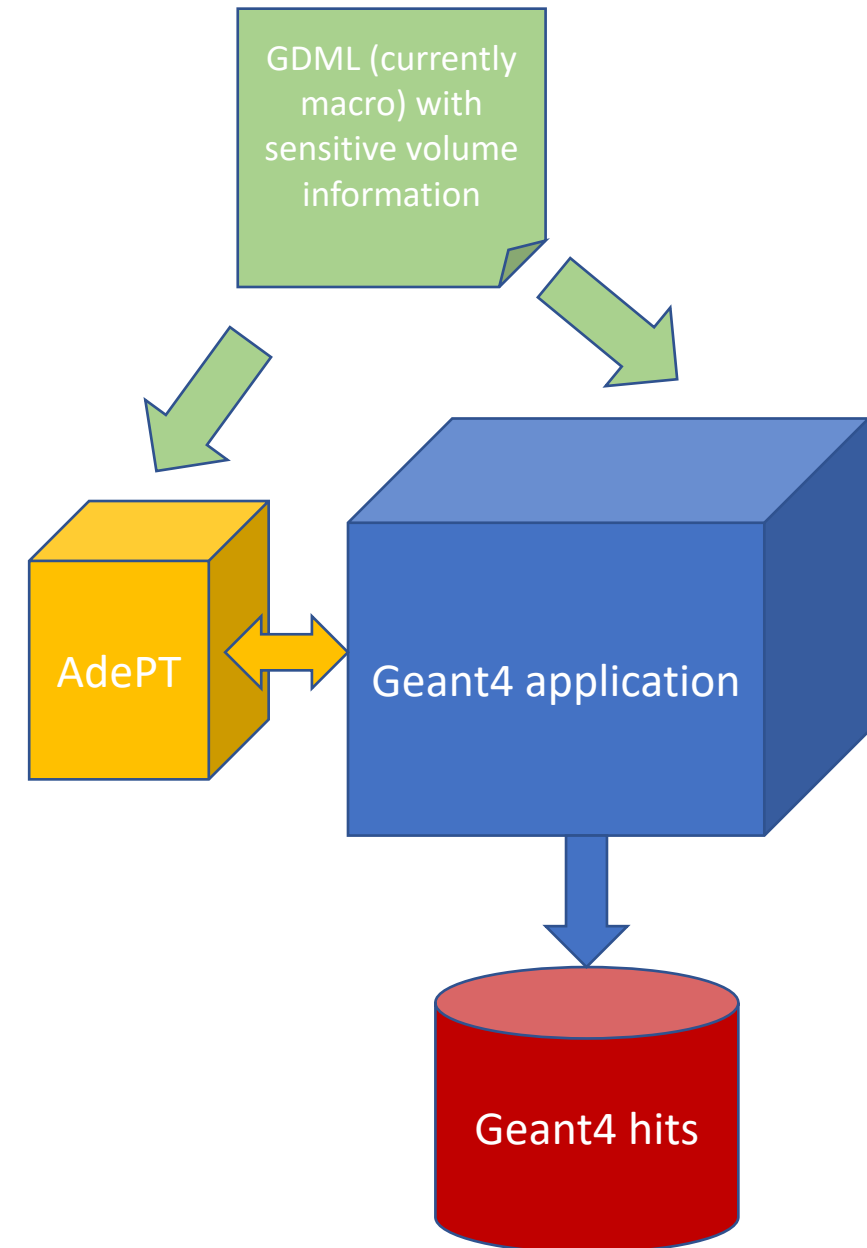 GDML (currently
macro) with
sensitive volume
information
AdePT
Geant4 application
Geant4 hits